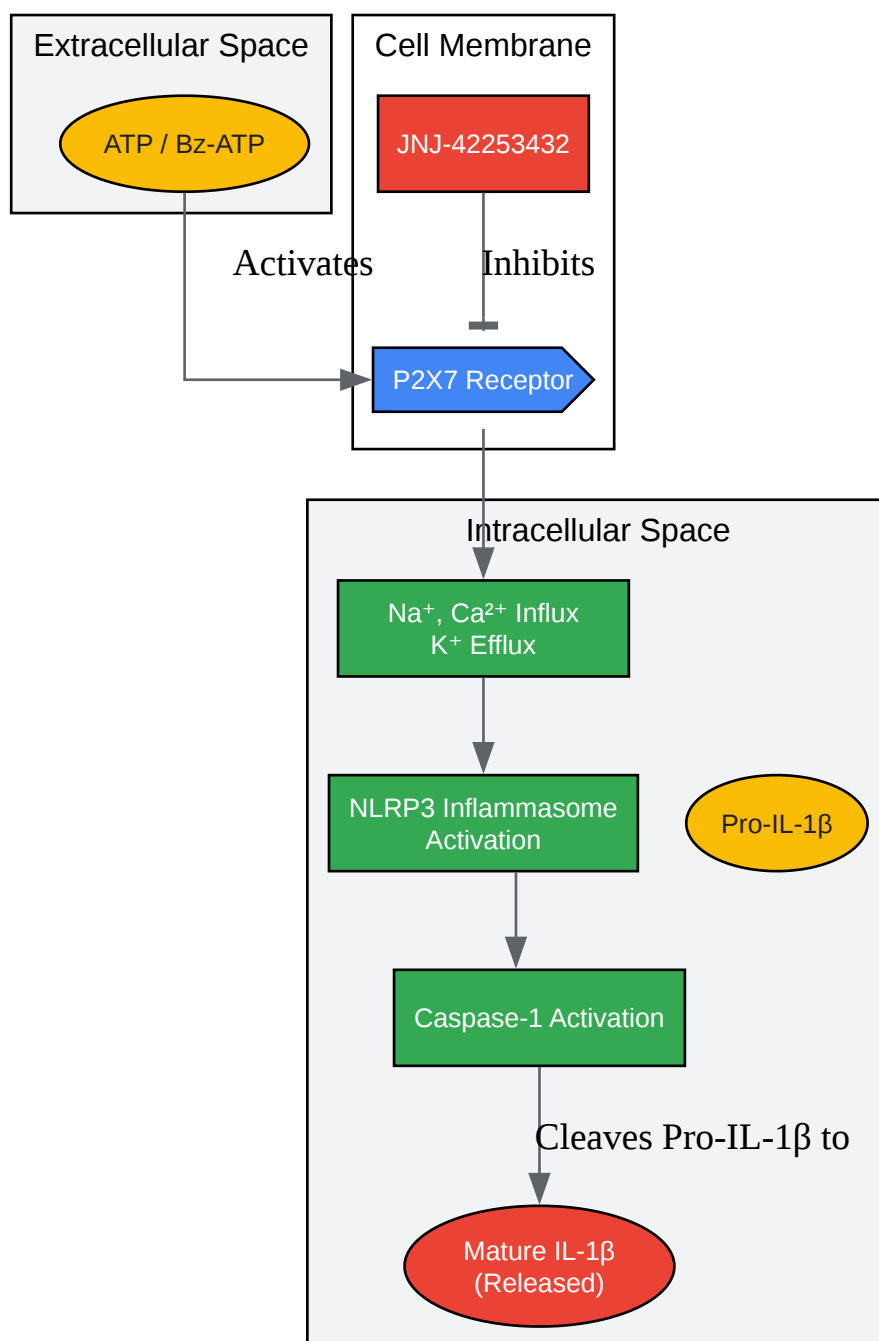 Extracellular Space
Cell Membrane
ATP / Bz-ATP
JNJ-42253432
Activates
Inhibits
P2X7 Receptor
Intracellular Space
Na⁺, Ca²⁺ Influx
K⁺ Efflux
NLRP3 Inflammasome
Activation
Pro-IL-1β
Caspase-1 Activation
Cleaves Pro-IL-1β to
Mature IL-1β
(Released)